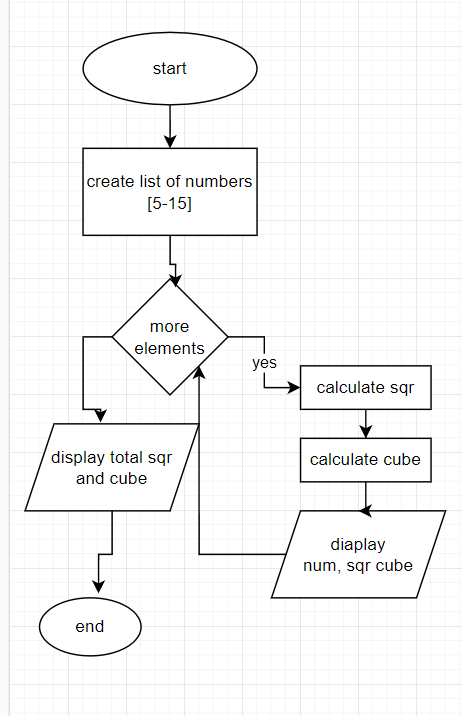 start
create list of numbers
[5-15]
more
elements
yes
calculate sqr
calculate cube
display total sqr
and cube
diaplay
num, sqr cube
end